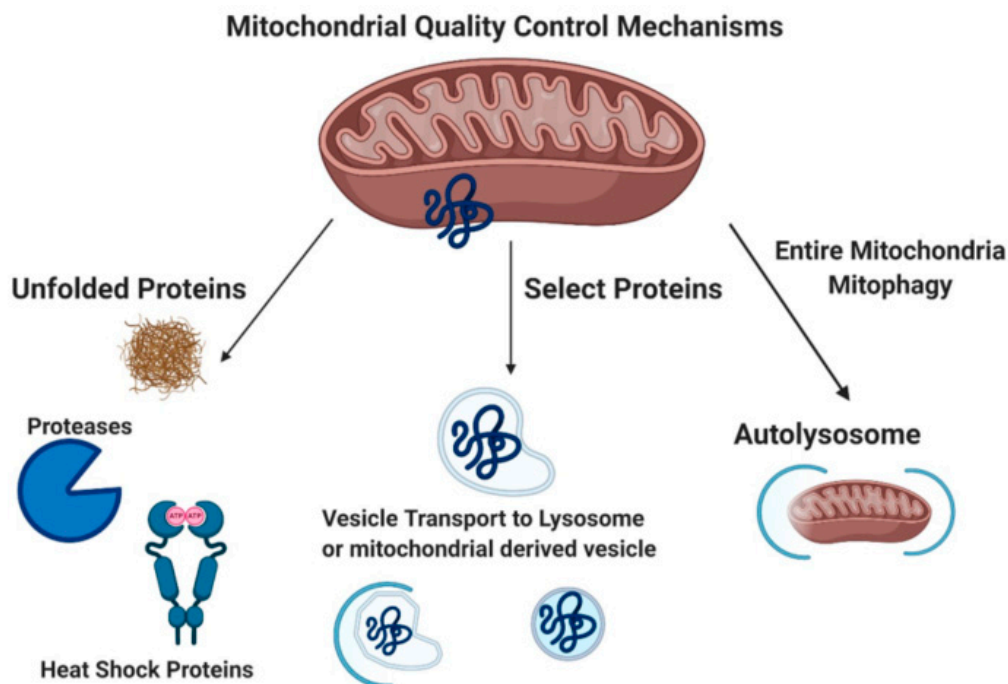 Mitochondrial Quality Control Mechanisms
Entire Mitochondria
Mitophagy
Unfolded Proteins
Select Proteins
Proteases
Autolysosome
ATP ATP
Vesicle Transport to Lysosome
or mitochondrial derived vesicle
Heat Shock Proteins